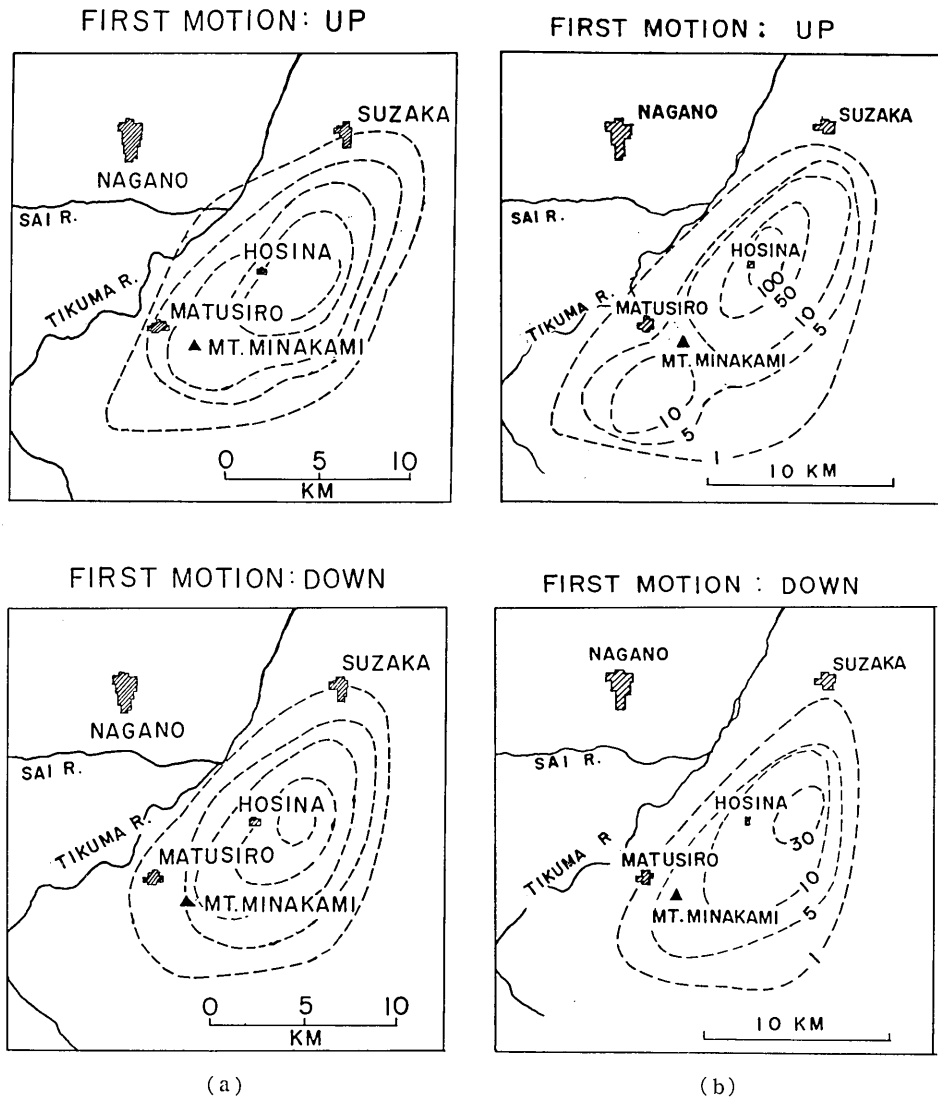 FIRST MOTION: UP
SUZAKA
NAGANO
SAI R.
HOSINA
TIKUMA R.
MATUSIRO
MT. MINAKAMI
0 5 10
KM
FIRST MOTION: UP
NAGANO
SUZAKA
SAI R.
HOSINA
100
50
TIKUMA R.
MATUSIRO
10
5
MT. MINAKAMI
10
5
1
10 KM
FIRST MOTION: DOWN
SUZAKA
NAGANO
SAI R.
HOSINA
TIKUMA R.
MATUSIRO
MT. MINAKAMI
0 5 10
KM
(a)
FIRST MOTION: DOWN
NAGANO
SUZAKA
SAI R.
HOSINA
30
TIKUMA R
MATUSIRO
10
MT. MINAKAMI
5
1
10 KM
(b)